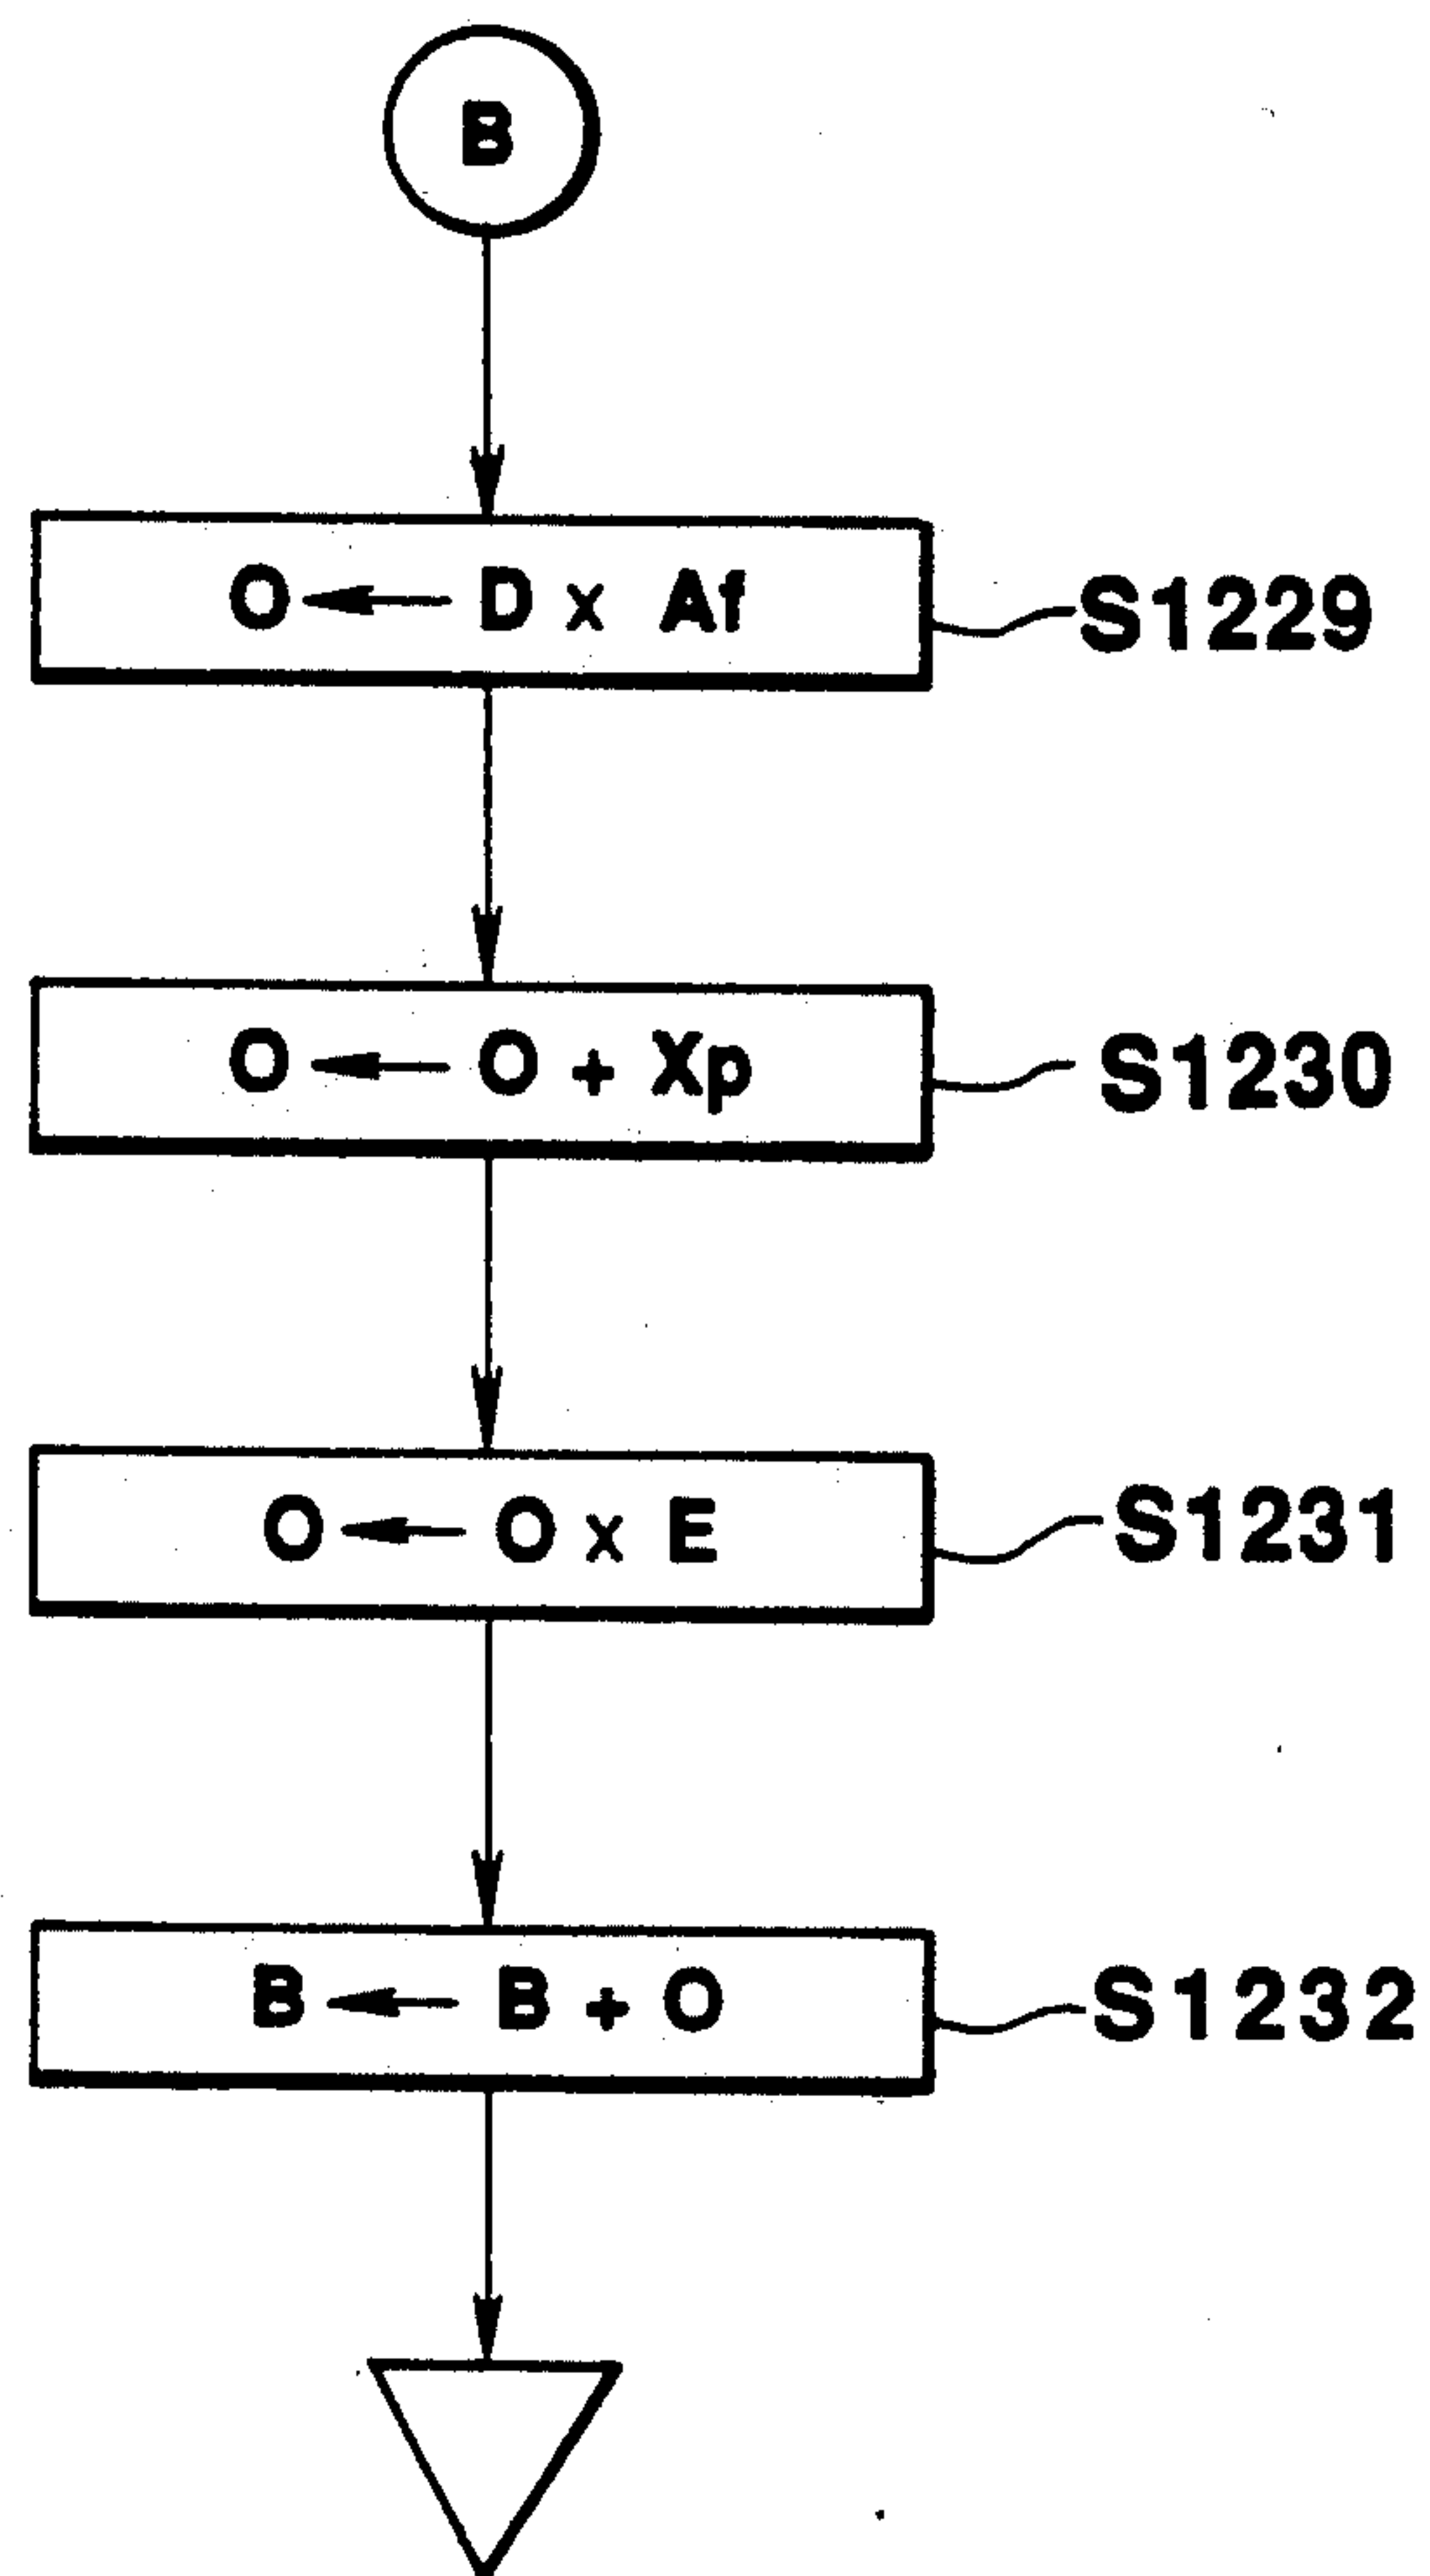 B
O ← D x Af
S1229
O ← O + Xp
S1230
O ← O x E
S1231
B ← B + O
S1232